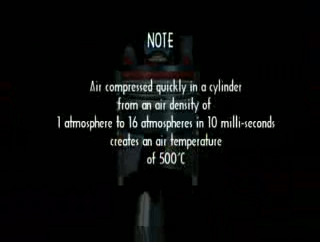 NOTE
Air compressed quickly in a cylinder
from an air density of
1 atmosphere to 16 atmospheres in 10 milli-seconds
creates an air temperature
of 500°C